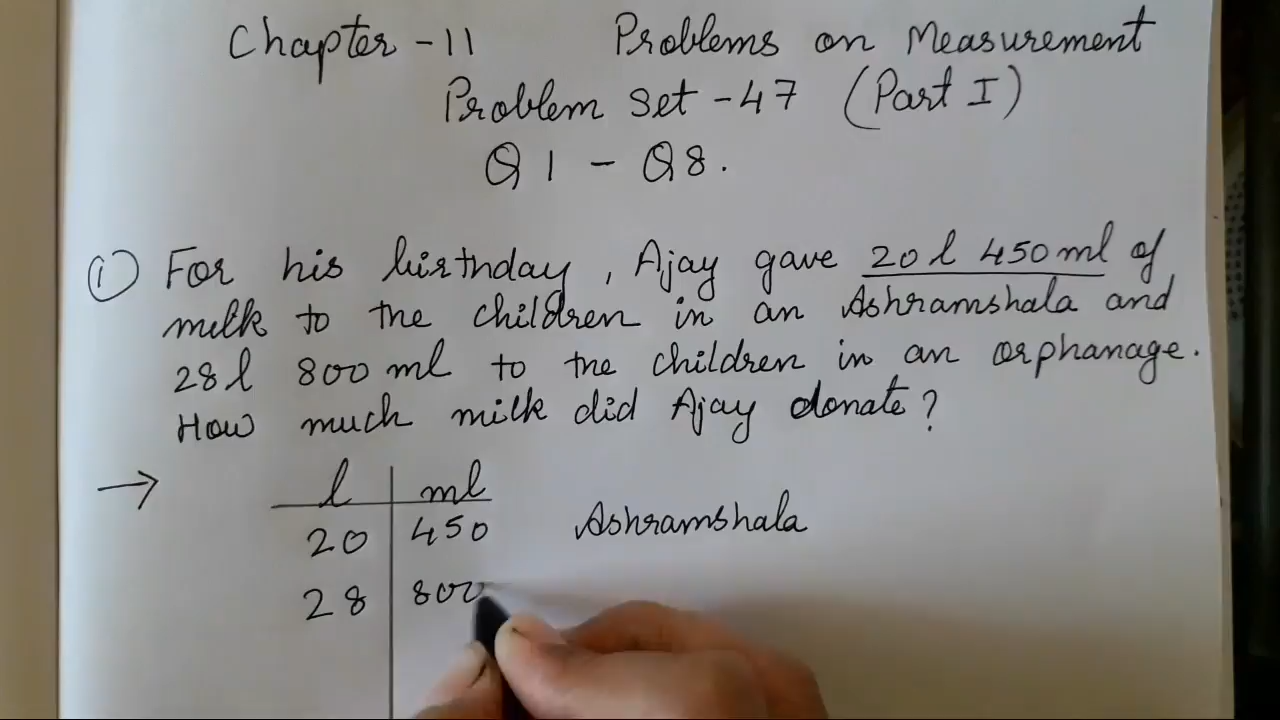 Chapter - 11 Problems on Measurement
Problem Set - 47 (Part I)
Q 1 - Q8.
① For his birthday, Ajay gave 20 l 450 ml of
milk to the children in an Ashramshala and
28 l 800 ml to the children in an orphanage.
How much milk did Ajay donate?
→ l ml
20 450 Ashramshala
28 800